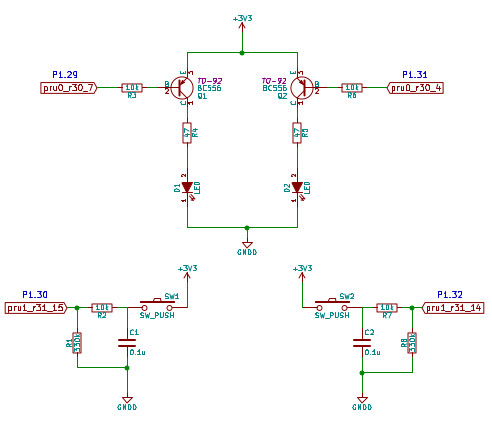 +3V3
P1.29
TO-92
TO-92
P1.31
pru0_r30_7
10k
R3
B
2
E
3
C
1
BC556
Q1
BC556
Q2
E
3
C
1
B
2
10k
R6
pru0_r30_4
47
R4
47
R5
D1
2
1
LED
D2
2
1
LED
GNDD
+3V3
+3V3
P1.30
SW1
SW2
P1.32
pru1_r31_15
10k
R2
SW_PUSH
SW_PUSH
10k
R7
pru1_r31_14
R1
330k
C1
0.1u
C2
0.1u
R8
330k
GNDD
GNDD